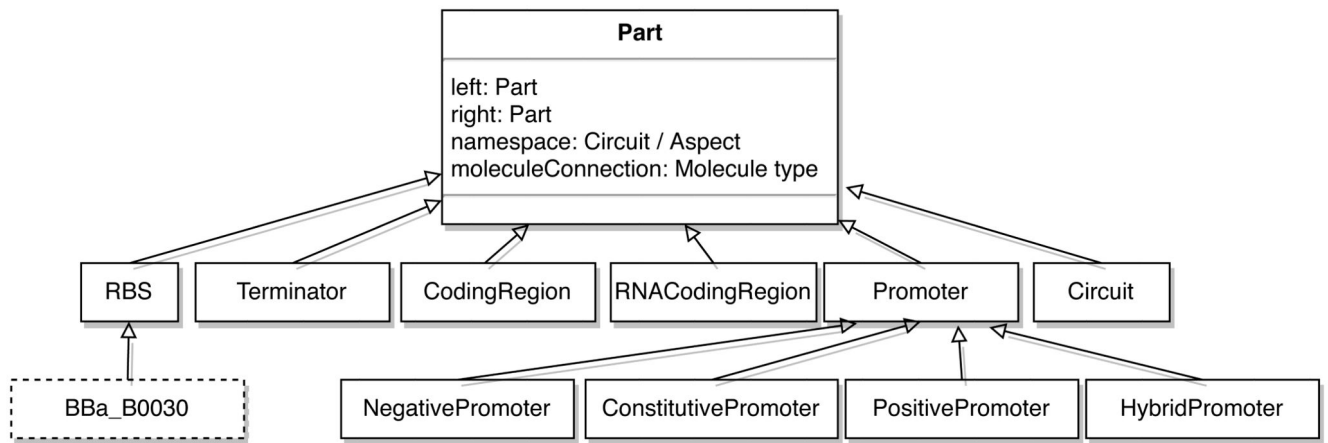 Part
left: Part
right: Part
namespace: Circuit / Aspect
moleculeConnection: Molecule type
RBS
Terminator
CodingRegion
RNACodingRegion
Promoter
Circuit
BBa_B0030
NegativePromoter
ConstitutivePromoter
PositivePromoter
HybridPromoter